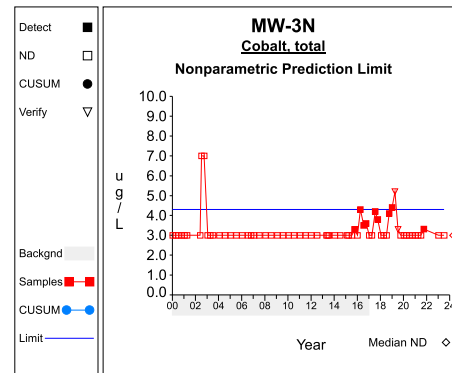 Detect
ND
CUSUM
Verify
Backgnd
Samples
CUSUM
Limit
MW-3N
Cobalt, total
Nonparametric Prediction Limit
ug/L
10.0
9.0
8.0
7.0
6.0
5.0
4.0
3.0
2.0
1.0
0.0
00 02 04 06 08 10 12 14 16 18 20 22 24
Year
Median ND